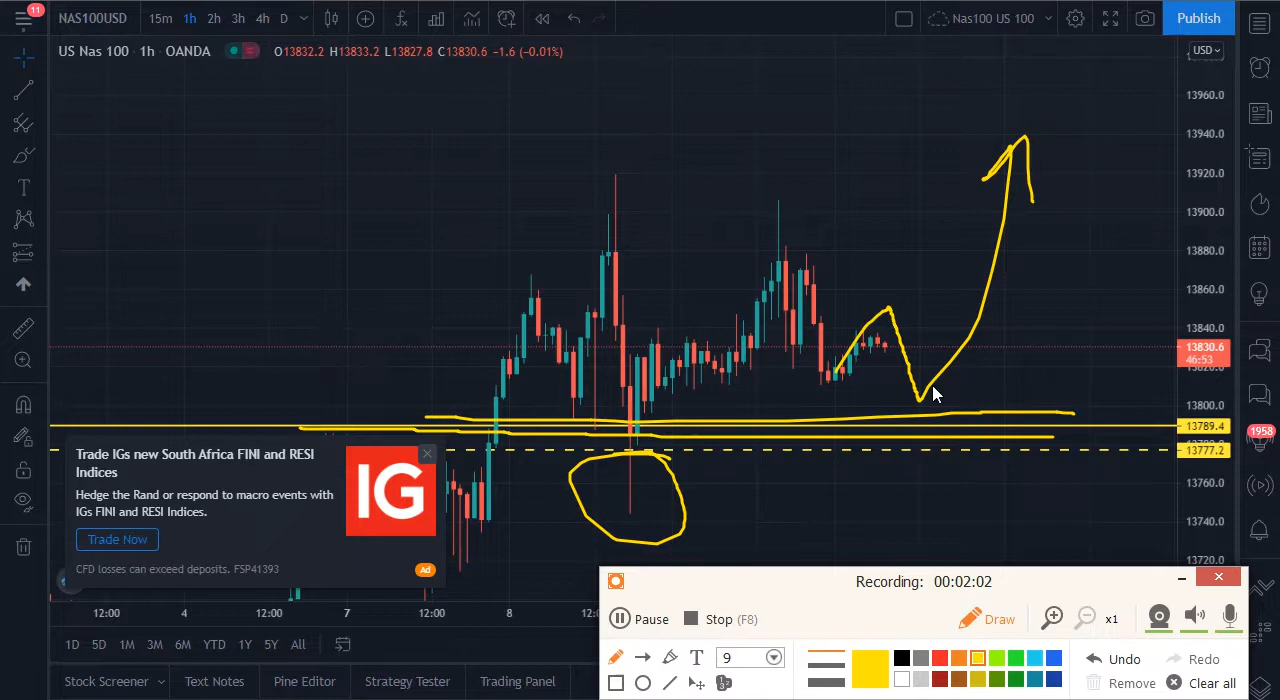 11
NAS100USD
15m 1h 2h 3h 4h D
Nas100 US 100
Publish
US Nas 100 · 1h · OANDA
O13832.2 H13833.2 L13827.8 C13830.6 −1.6 (−0.01%)
USD
13960.0
13940.0
13920.0
13900.0
13880.0
13860.0
13840.0
13830.6
46:53
13800.0
13789.4
13777.2
13760.0
13740.0
13720.0
1958
Trade IGs new South Africa FINI and RESI
Indices
Hedge the Rand or respond to macro events with
IGs FINI and RESI Indices.
Trade Now
CFD losses can exceed deposits. FSP41393
IG
Ad
12:00 4 12:00 7 12:00 8
1D 5D 1M 3M 6M YTD 1Y 5Y All
Stock Screener Text Notes Pine Editor Strategy Tester Trading Panel
Recording: 00:02:02
Pause Stop (F8) Draw x1
T 9 Undo Redo
Remove Clear all